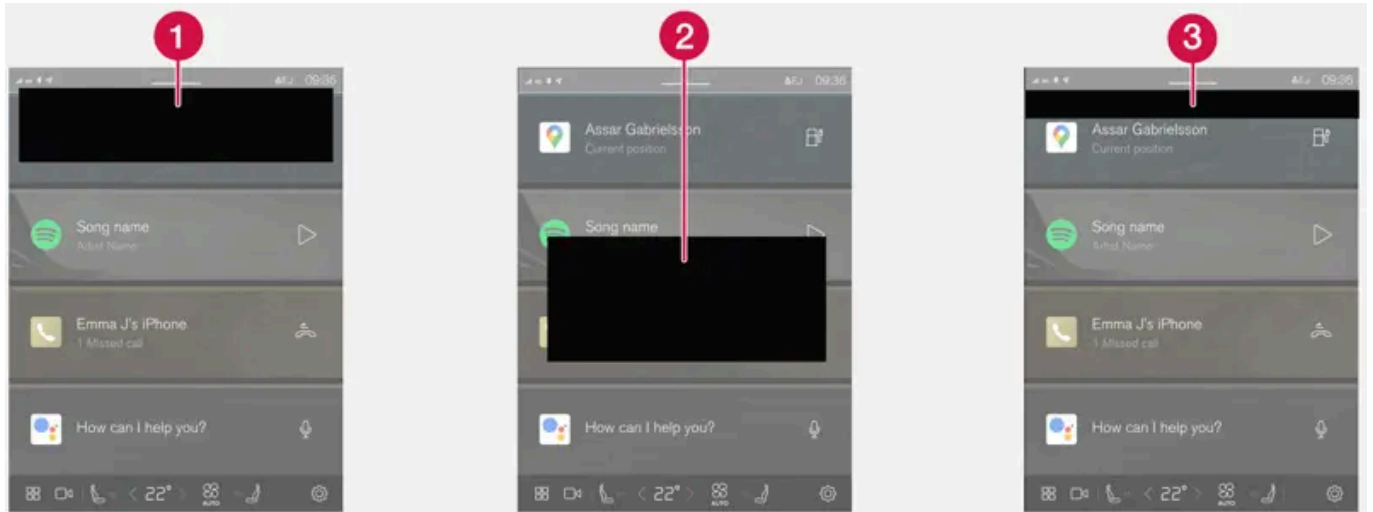 1
2
3
09:36
Song name
Artist Name
Emma J's iPhone
1 Missed call
How can I help you?
22°
AUTO
09:36
Assar Gabrielsson
Current position
Song name
How can I help you?
22°
AUTO
09:36
Assar Gabrielsson
Current position
Song name
Artist Name
Emma J's iPhone
1 Missed call
How can I help you?
22°
AUTO